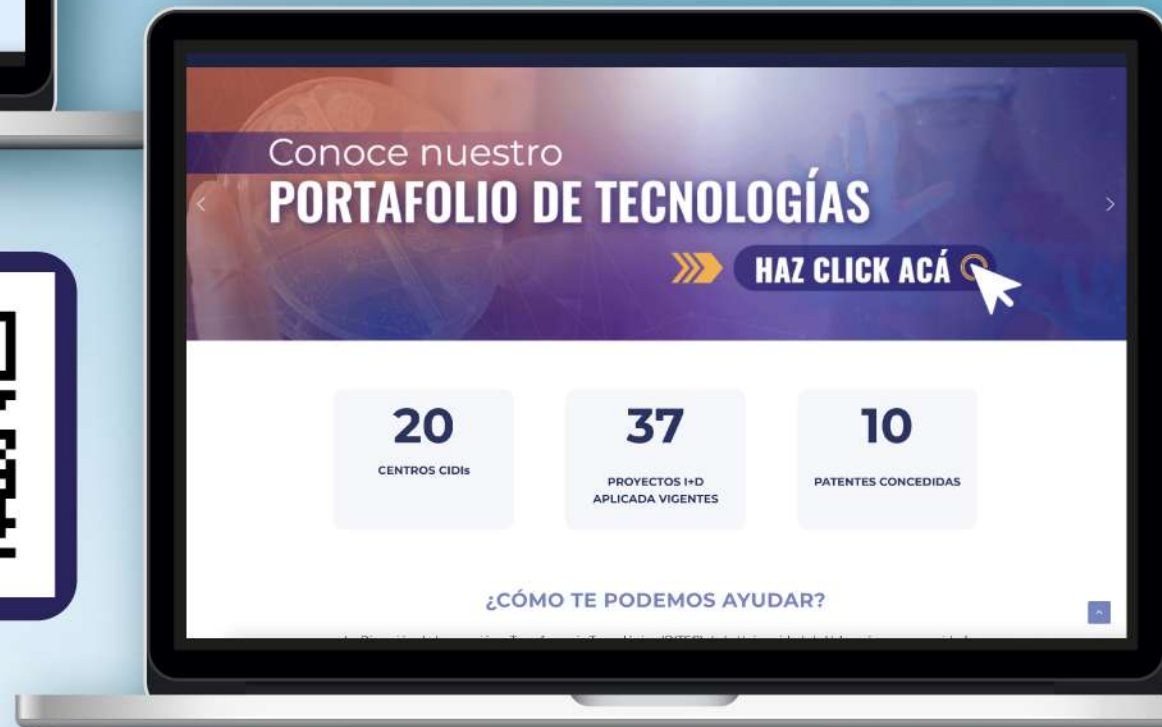 Conoce nuestro
PORTAFOLIO DE TECNOLOGÍAS
HAZ CLICK ACÁ
20
CENTROS CIDIs
37
PROYECTOS I+D
APLICADA VIGENTES
10
PATENTES CONCEDIDAS
¿CÓMO TE PODEMOS AYUDAR?